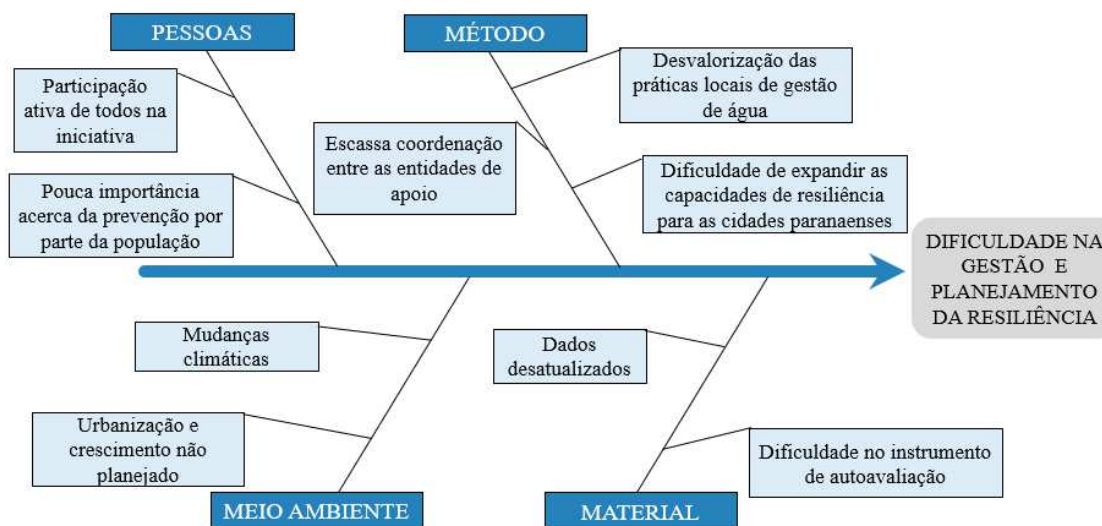 PESSOAS
MÉTODO
Participação
ativa de todos na
iniciativa
Pouca importância
acerca da prevenção por
parte da população
Desvalorização das
práticas locais de gestão
de água
Escassa coordenação
entre as entidades de
apoio
Dificuldade de expandir as
capacidades de resiliência
para as cidades paranaenses
DIFICULDADE NA
GESTÃO E
PLANEJAMENTO
DA RESILIÊNCIA
Mudanças
climáticas
Urbanização e
crescimento não
planejado
Dados
desatualizados
Dificuldade no instrumento
de autoavaliação
MEIO AMBIENTE
MATERIAL